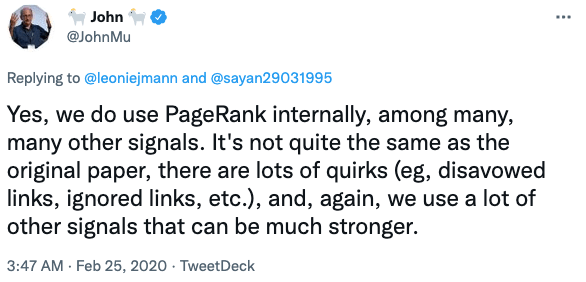 🐐 John 🐐
@JohnMu
Replying to @leoniejmann and @sayan29031995
Yes, we do use PageRank internally, among many,
many other signals. It's not quite the same as the
original paper, there are lots of quirks (eg, disavowed
links, ignored links, etc.), and, again, we use a lot of
other signals that can be much stronger.
3:47 AM · Feb 25, 2020 · TweetDeck